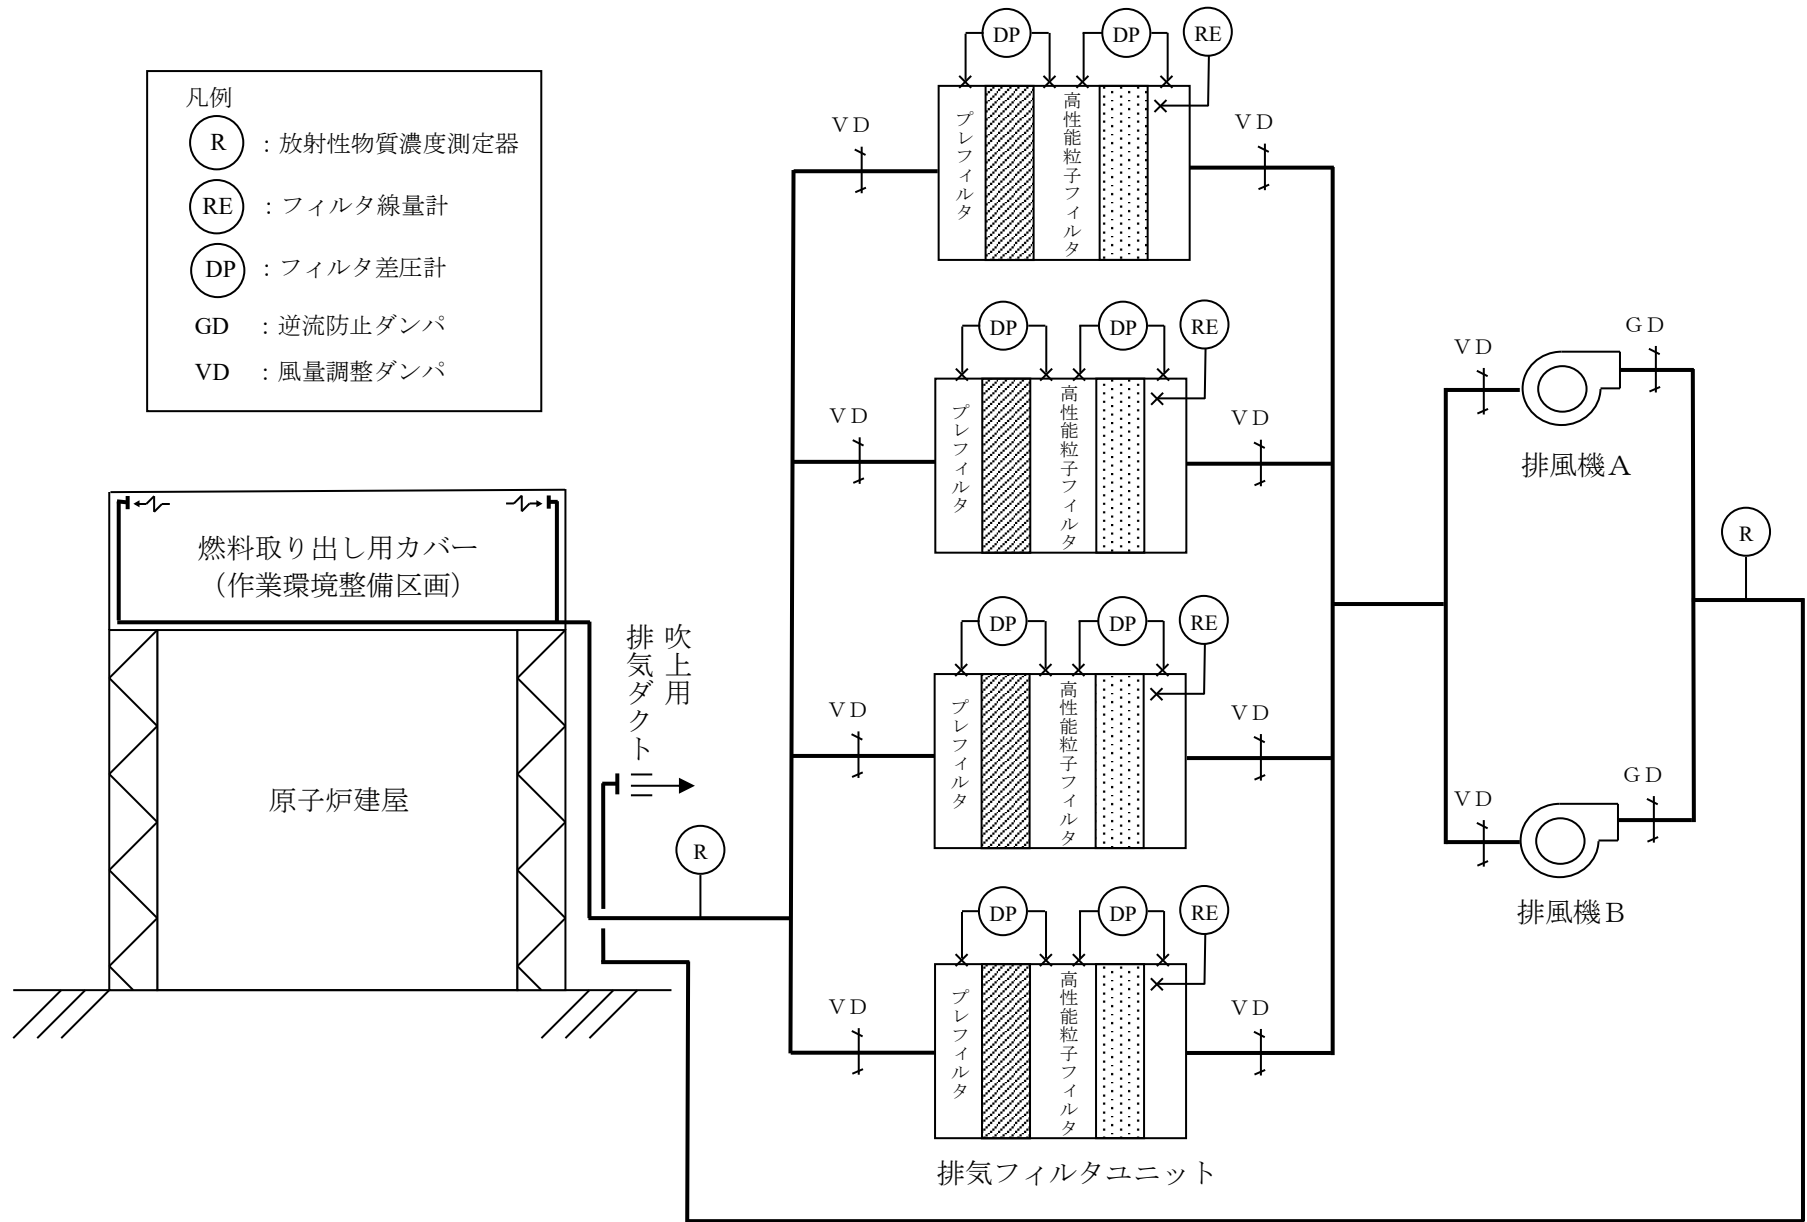 凡例
R : 放射性物質濃度測定器
RE : フィルタ線量計
DP : フィルタ差圧計
GD : 逆流防止ダンパ
VD : 風量調整ダンパ
燃料取り出し用カバー
（作業環境整備区画）
原子炉建屋
吹上用
排気ダクト
R
DP
DP
RE
VD
プレフィルタ
高性能粒子フィルタ
VD
DP
DP
RE
VD
プレフィルタ
高性能粒子フィルタ
VD
DP
DP
RE
VD
プレフィルタ
高性能粒子フィルタ
VD
DP
DP
RE
VD
プレフィルタ
高性能粒子フィルタ
VD
排気フィルタユニット
VD
GD
排風機A
VD
GD
排風機B
R